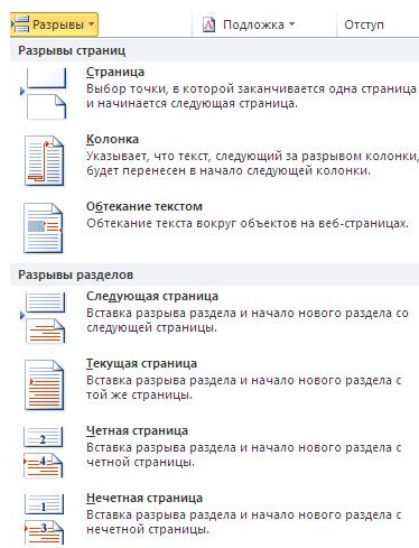 Разрывы Подложка Отступ
Разрывы страниц
Страница
Выбор точки, в которой заканчивается одна страница
и начинается следующая страница.
Колонка
Указывает, что текст, следующий за разрывом колонки,
будет перенесен в начало следующей колонки.
Обтекание текстом
Обтекание текста вокруг объектов на веб-страницах.
Разрывы разделов
Следующая страница
Вставка разрыва раздела и начало нового раздела со
следующей страницы.
Текущая страница
Вставка разрыва раздела и начало нового раздела с
той же страницы.
Четная страница
2
Вставка разрыва раздела и начало нового раздела с
4
четной страницы.
Нечетная страница
1
Вставка разрыва раздела и начало нового раздела с
3
нечетной страницы.